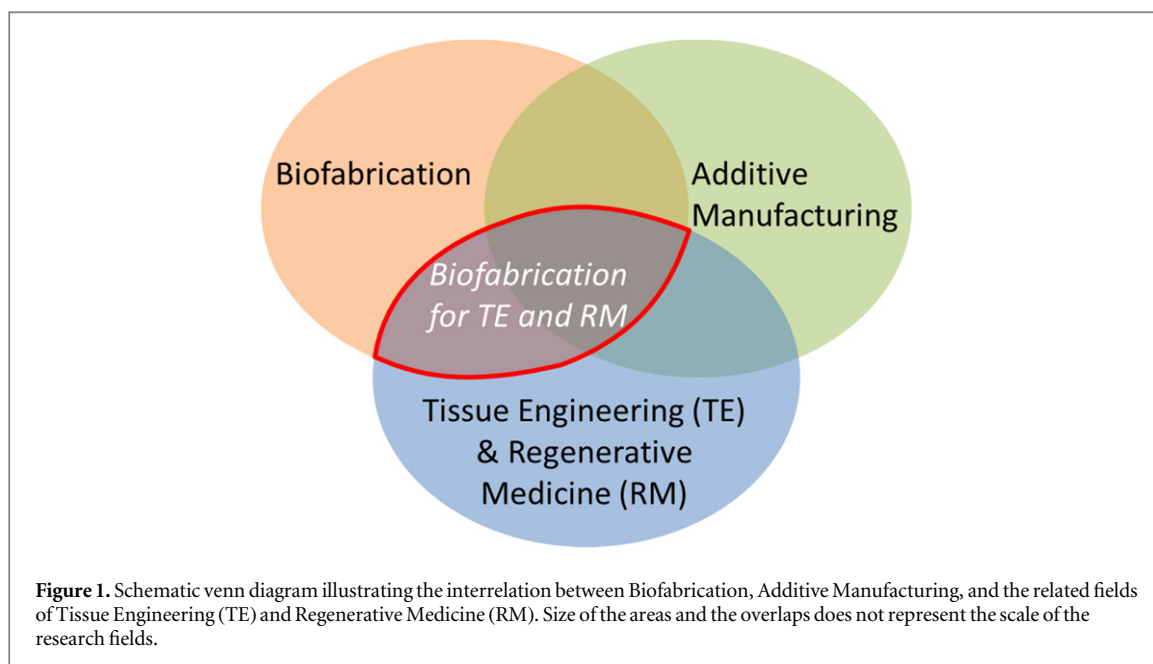 Biofabrication
Additive
Manufacturing
Biofabrication
for TE and RM
Tissue Engineering (TE)
& Regenerative
Medicine (RM)
Figure 1. Schematic venn diagram illustrating the interrelation between Biofabrication, Additive Manufacturing, and the related fields
of Tissue Engineering (TE) and Regenerative Medicine (RM). Size of the areas and the overlaps does not represent the scale of the
research fields.